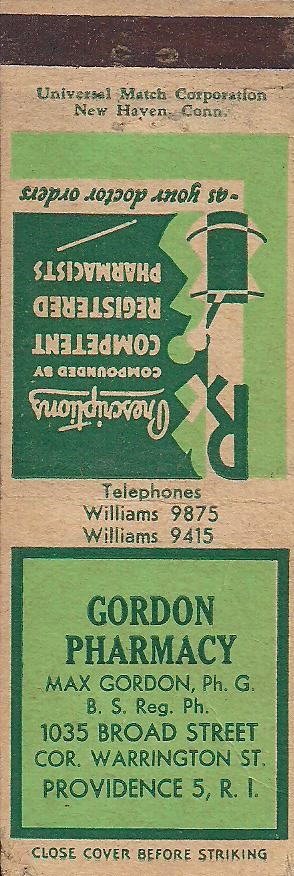 Universal Match Corporation
New Haven, Conn.
- as your doctor orders
Prescriptions
COMPOUNDED BY
COMPETENT
REGISTERED
PHARMACISTS
Rx
Telephones
Williams 9875
Williams 9415
GORDON
PHARMACY
MAX GORDON, Ph. G.
B. S. Reg. Ph.
1035 BROAD STREET
COR. WARRINGTON ST.
PROVIDENCE 5, R. I.
CLOSE COVER BEFORE STRIKING